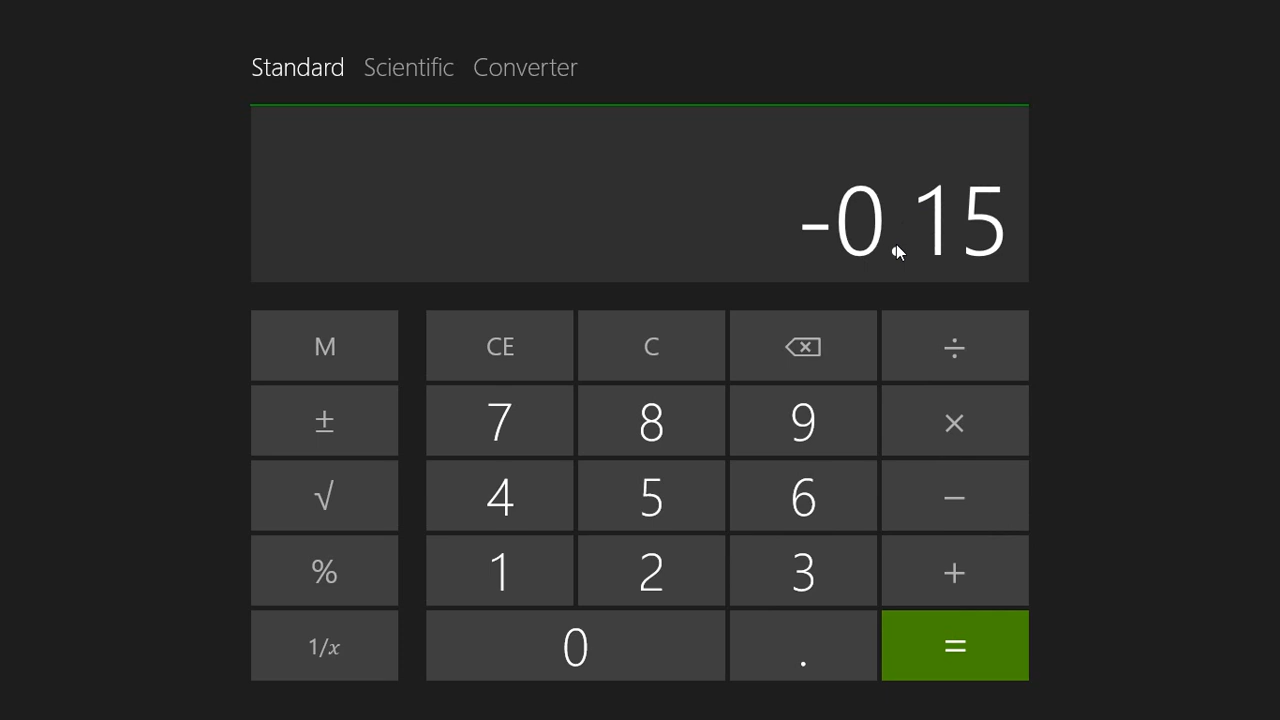 Standard Scientific Converter
-0.15
M CE C ÷
± 7 8 9 ×
√ 4 5 6 −
% 1 2 3 +
1/x 0 . =